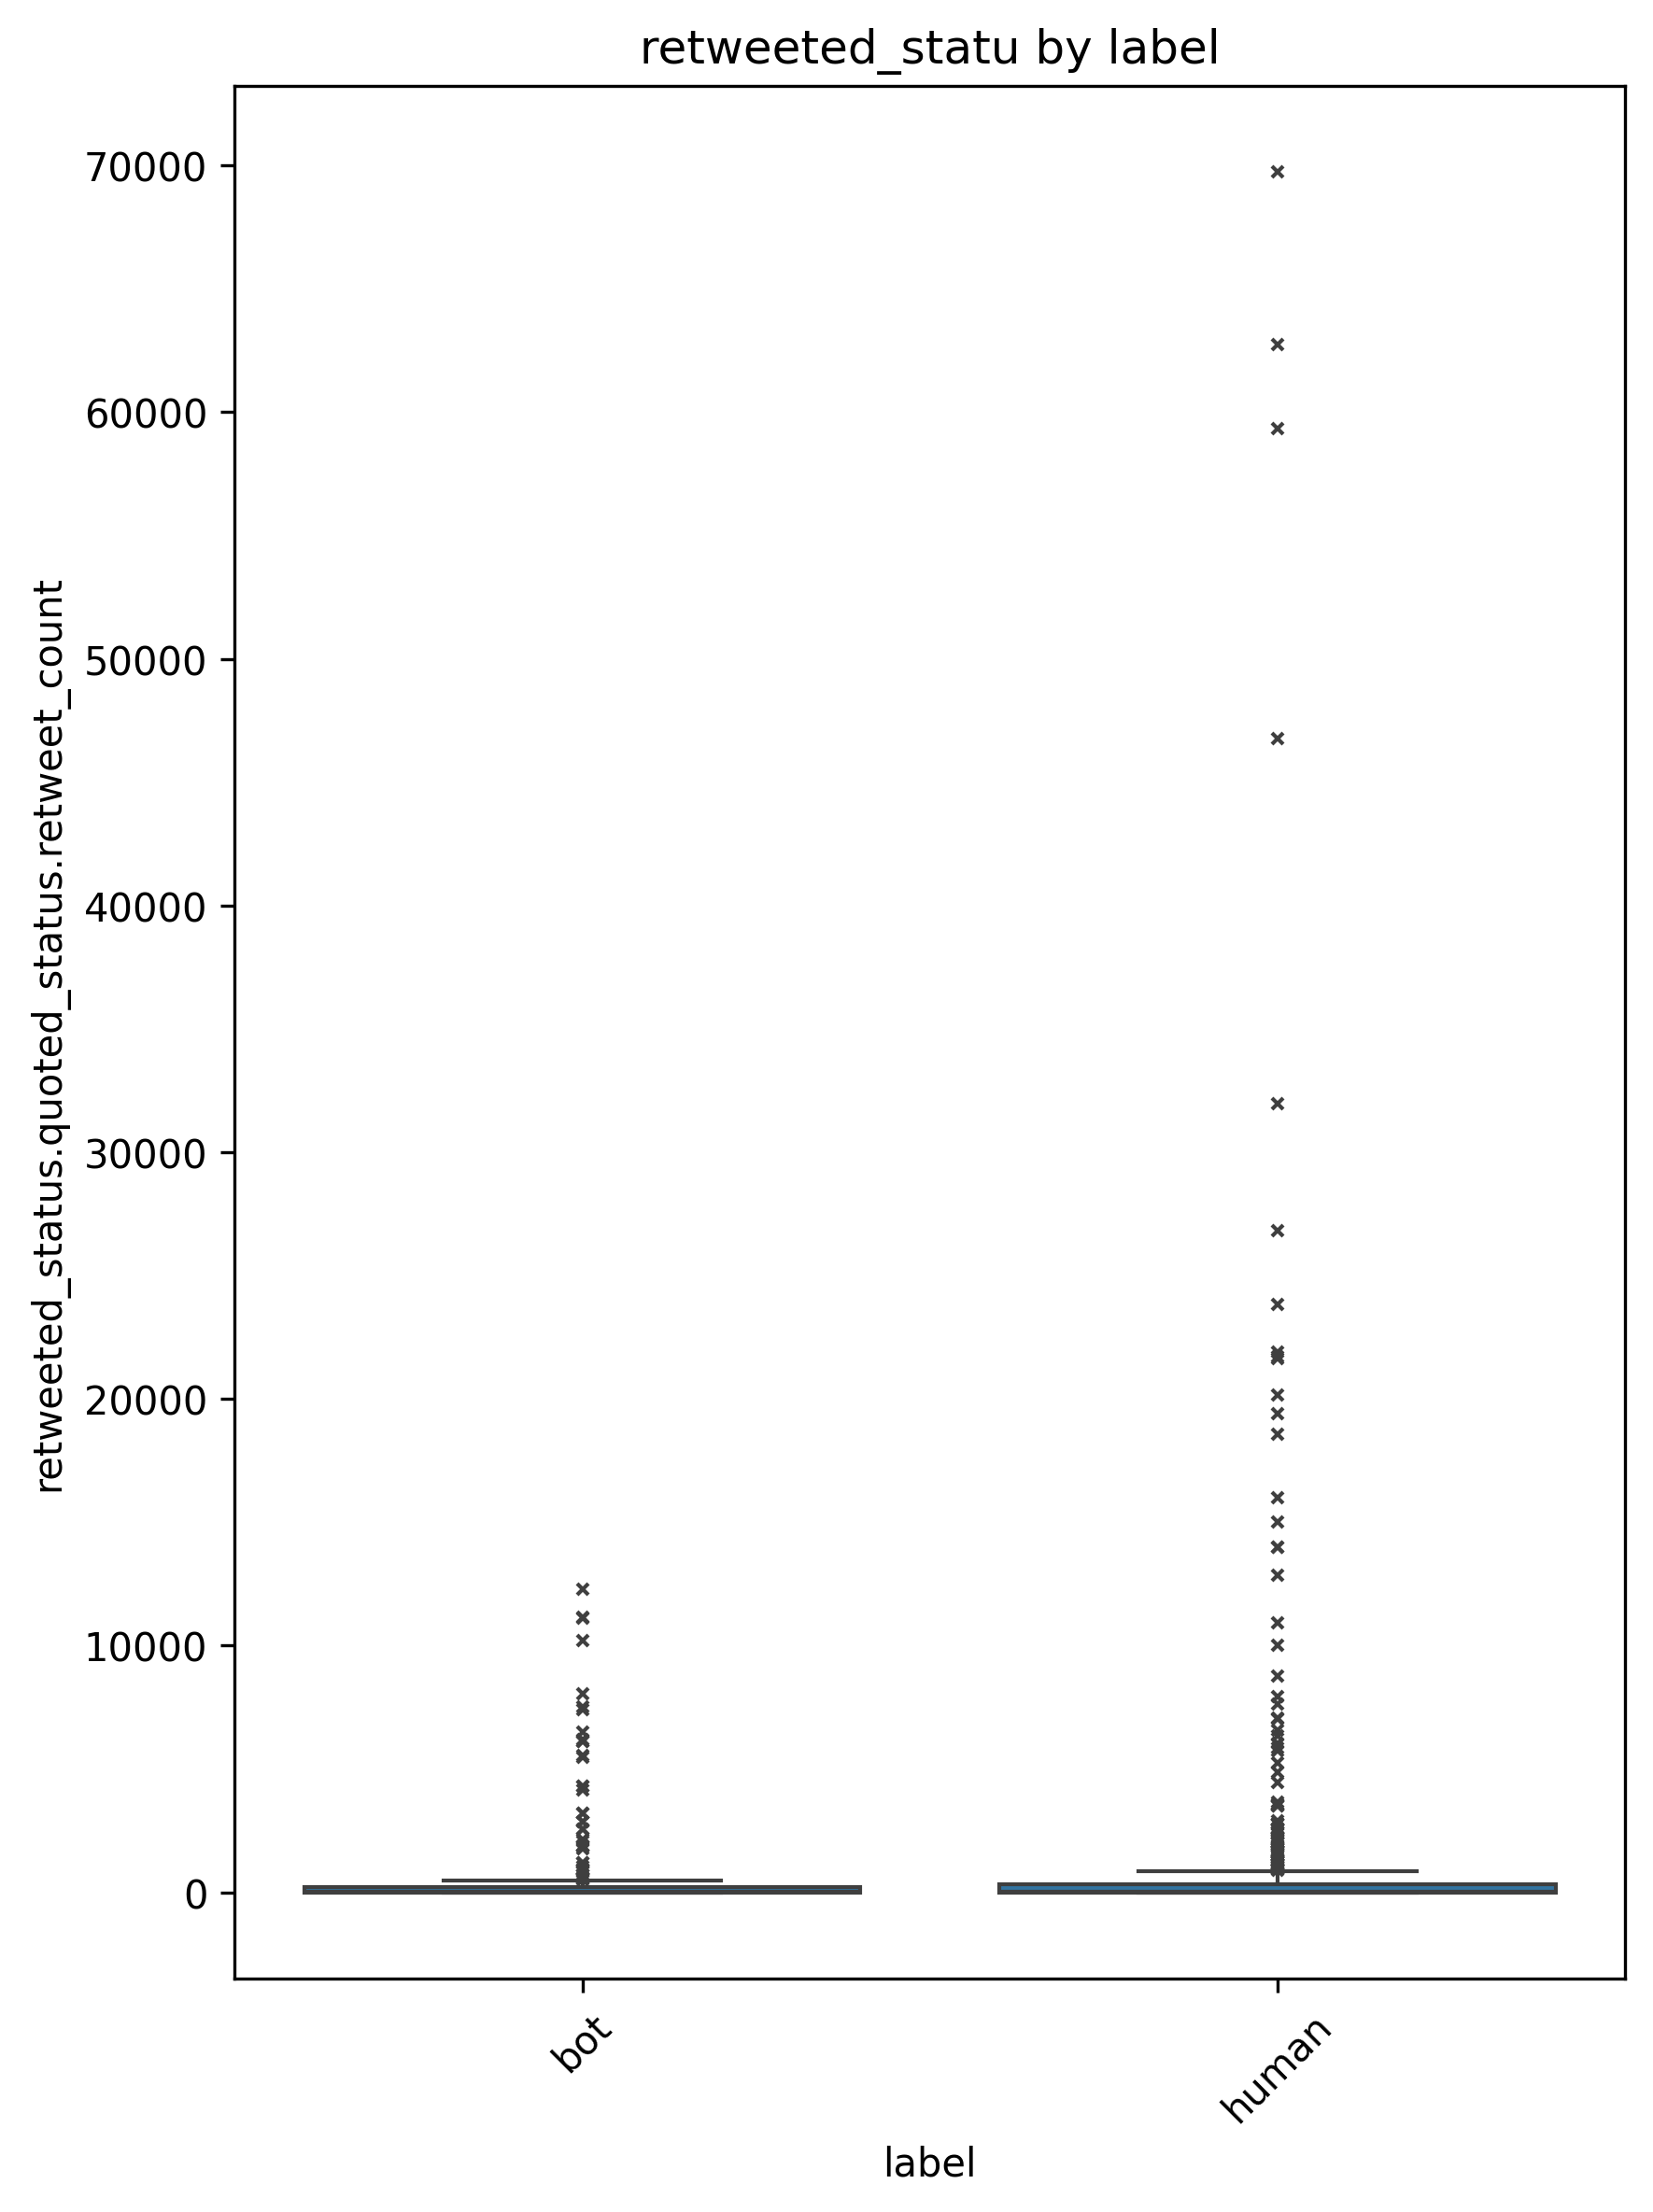 retweeted_statu by label
retweeted_status.quoted_status.retweet_count
70000
60000
50000
40000
30000
20000
10000
0
bot
human
label